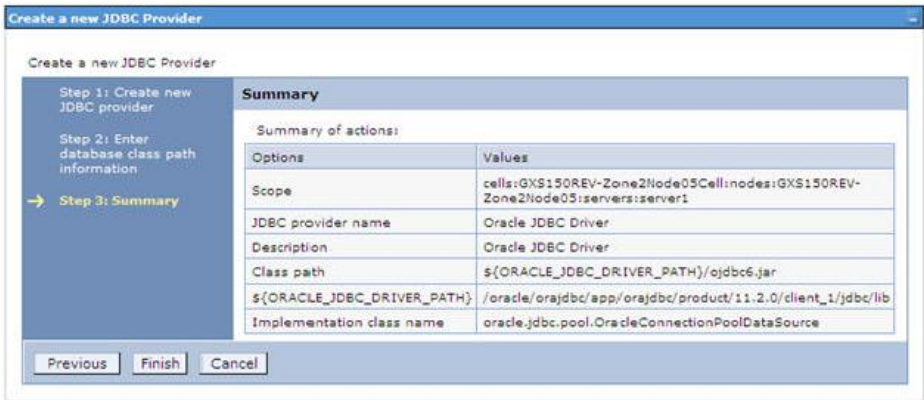 Create a new JDBC Provider
Create a new JDBC Provider
Step 1: Create new
JDBC provider
Step 2: Enter
database class path
information
Step 3: Summary
Summary
Summary of actions:
Options Values
Scope cells:GXS150REV-Zone2Node05Cell:nodes:GXS150REV-
Zone2Node05:servers:server1
JDBC provider name Oracle JDBC Driver
Description Oracle JDBC Driver
Class path ${ORACLE_JDBC_DRIVER_PATH}/ojdbc6.jar
${ORACLE_JDBC_DRIVER_PATH} /oracle/orajdbc/app/orajdbc/product/11.2.0/client_1/jdbc/lib
Implementation class name oracle.jdbc.pool.OracleConnectionPoolDataSource
Previous Finish Cancel